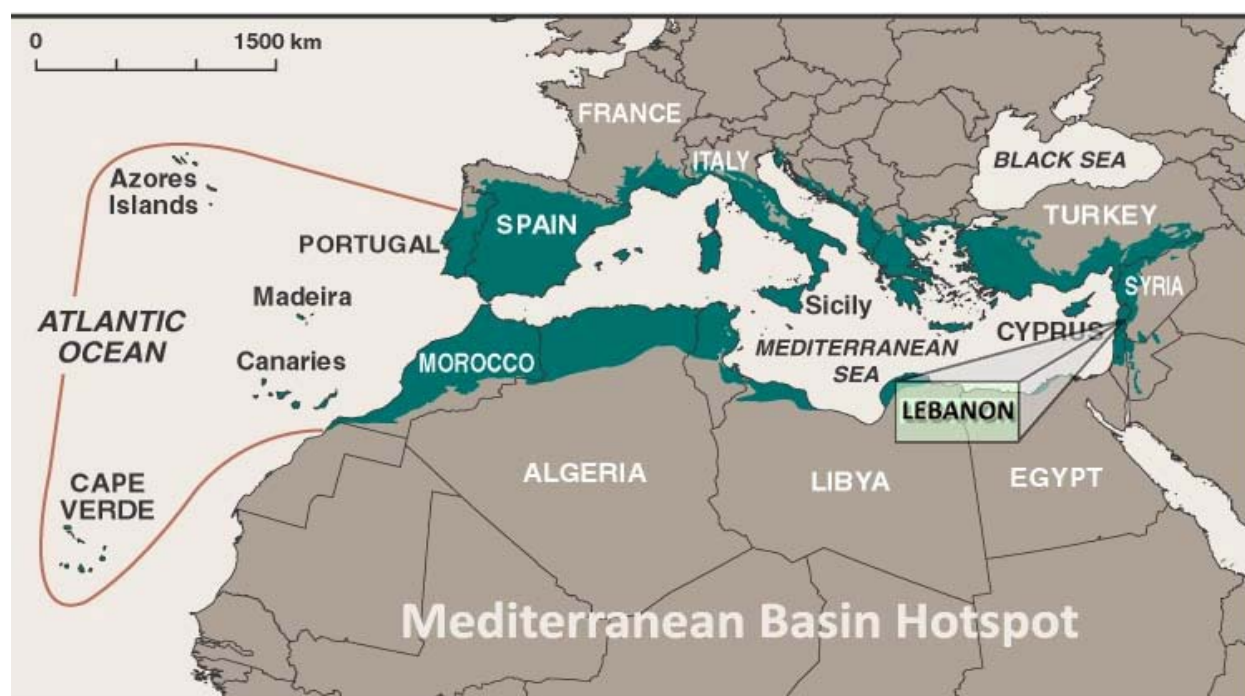 0 1500 km
FRANCE
ITALY
BLACK SEA
Azores
Islands
SPAIN
TURKEY
PORTUGAL
SYRIA
Madeira
Sicily
CYPRUS
ATLANTIC
OCEAN
MEDITERRANEAN
SEA
Canaries
MOROCCO
LEBANON
ALGERIA
LIBYA
EGYPT
CAPE
VERDE
Mediterranean Basin Hotspot